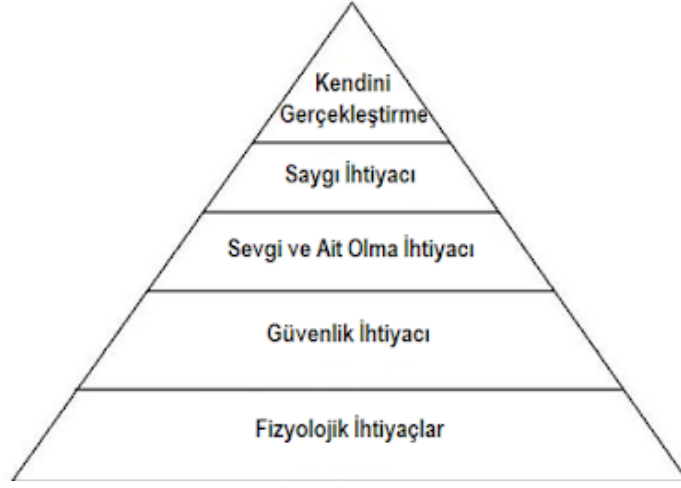 Kendini
Gerçekleştirme
Saygı İhtiyacı
Sevgi ve Ait Olma İhtiyacı
Güvenlik İhtiyacı
Fizyolojik İhtiyaçlar